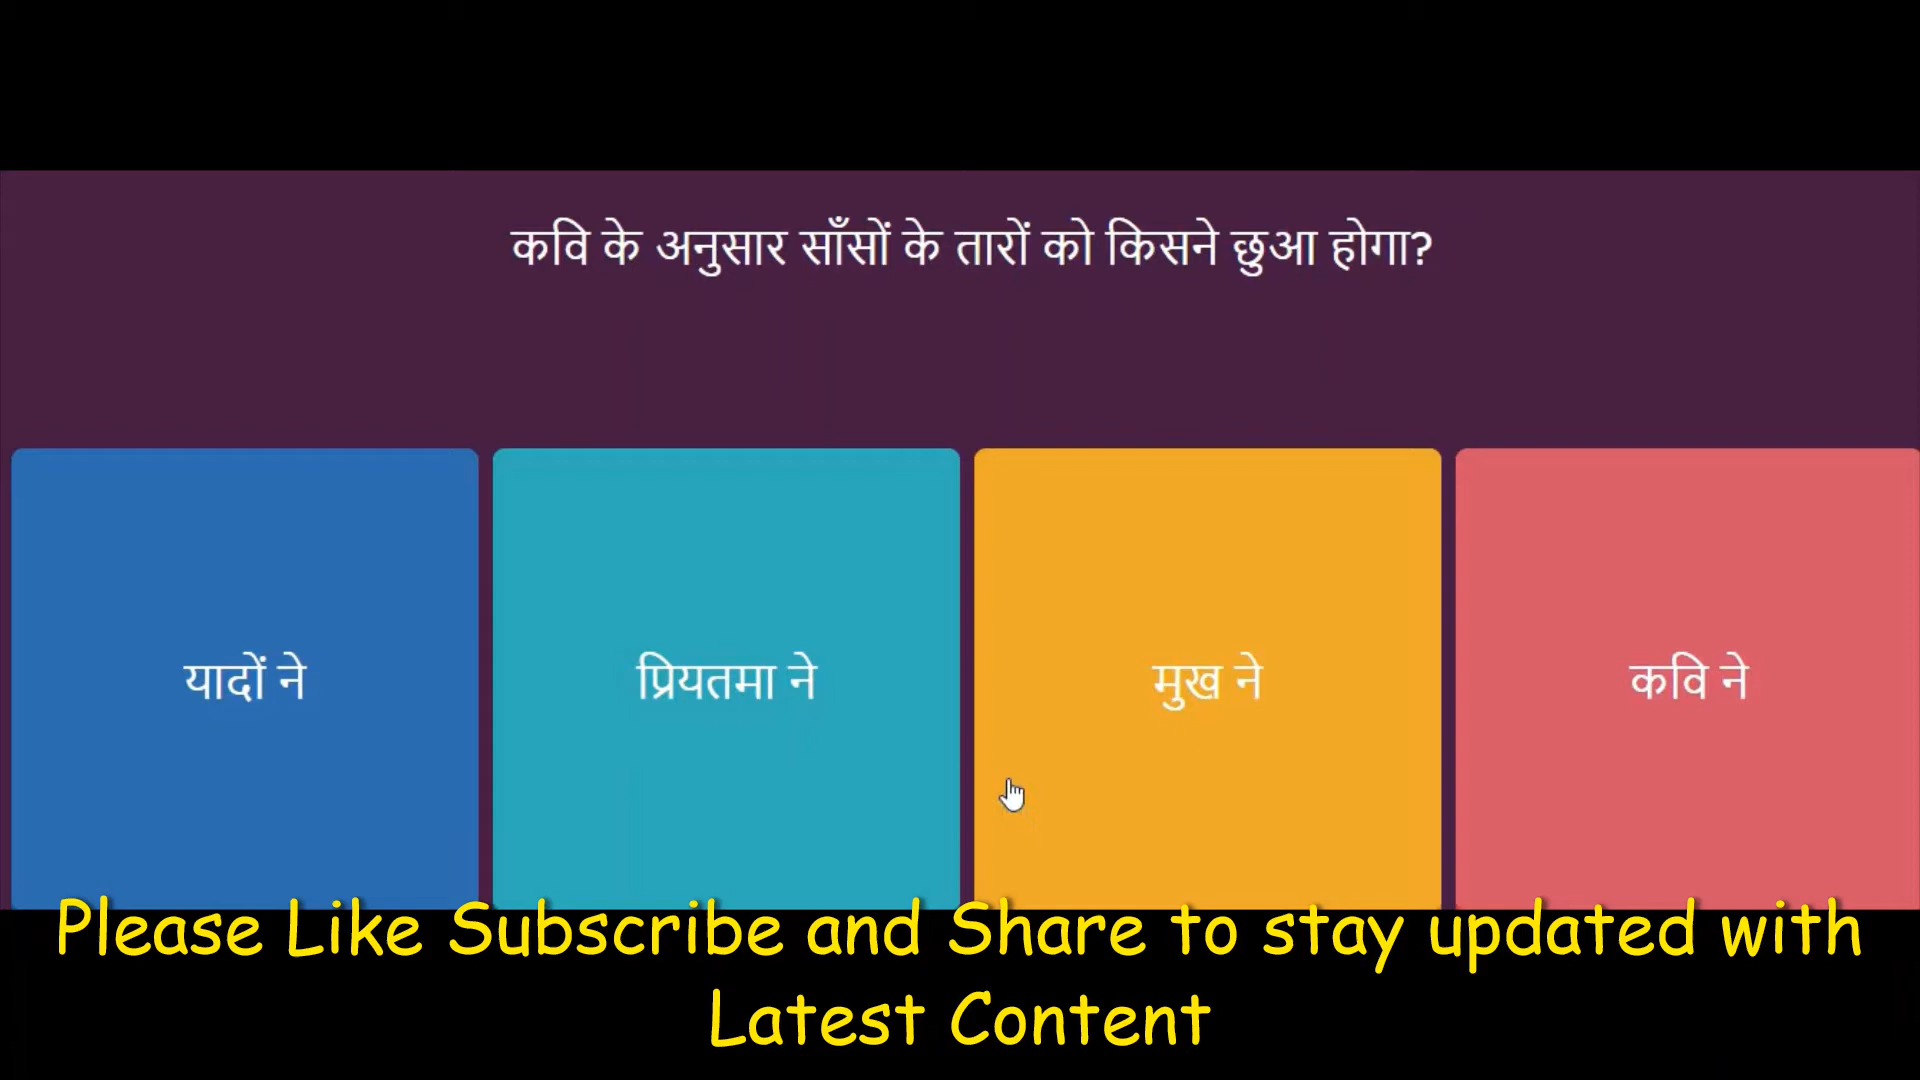 कवि के अनुसार साँसों के तारों को किसने छुआ होगा?
यादों ने
प्रियतमा ने
मुख ने
कवि ने
Please Like Subscribe and Share to stay updated with
Latest Content